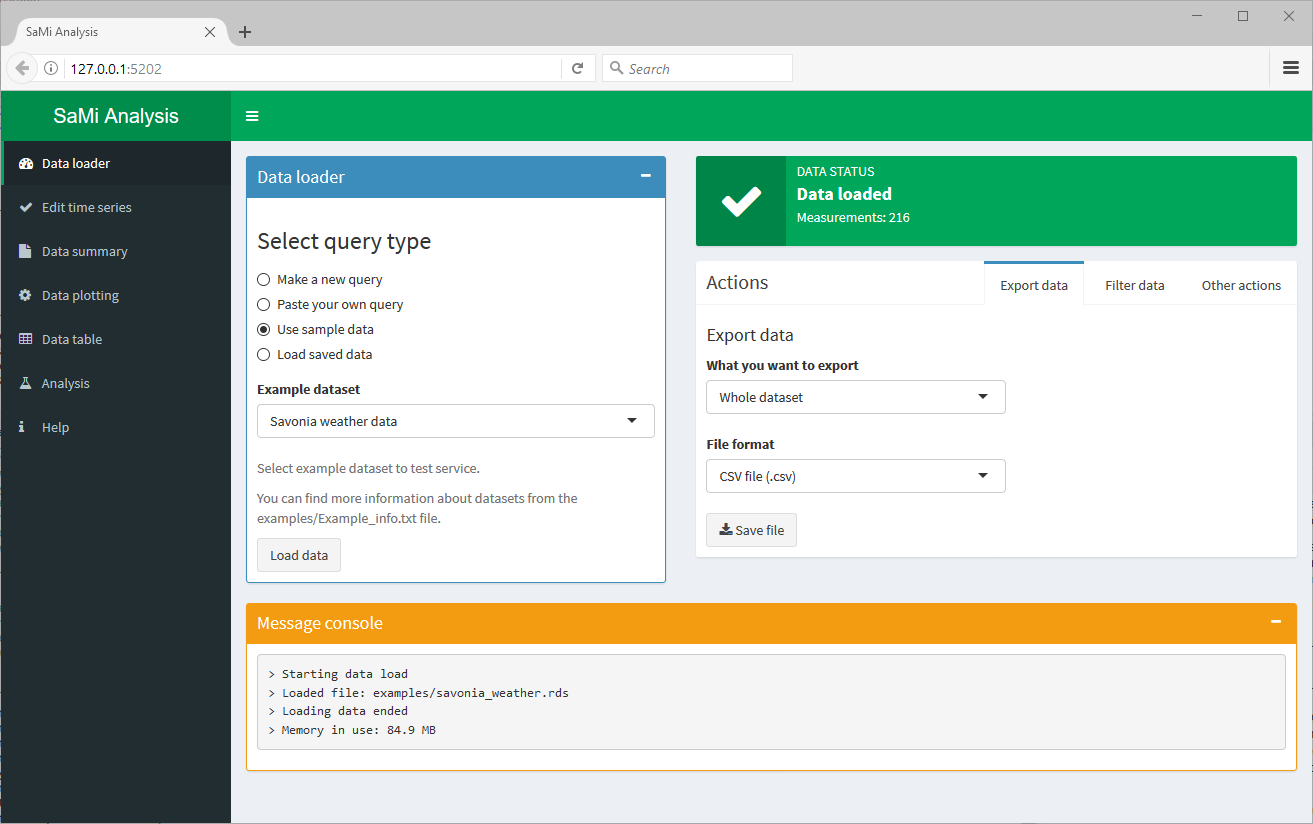 SaMi Analysis
127.0.0.1:5202
Search
SaMi Analysis
Data loader
Edit time series
Data summary
Data plotting
Data table
Analysis
Help
Data loader
Select query type
Make a new query
Paste your own query
Use sample data
Load saved data
Example dataset
Savonia weather data
Select example dataset to test service.
You can find more information about datasets from the
examples/Example_info.txt file.
Load data
DATA STATUS
Data loaded
Measurements: 216
Actions
Export data
Filter data
Other actions
Export data
What you want to export
Whole dataset
File format
CSV file (.csv)
Save file
Message console
> Starting data load
> Loaded file: examples/savonia_weather.rds
> Loading data ended
> Memory in use: 84.9 MB